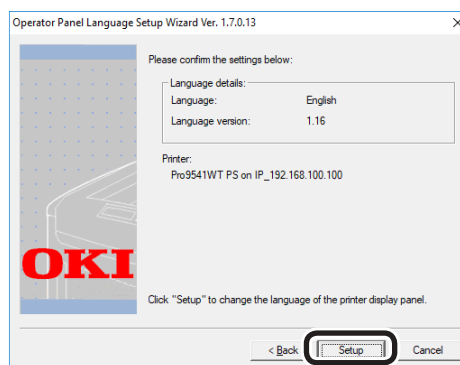 Operator Panel Language Setup Wizard Ver. 1.7.0.13
Please confirm the settings below:
Language details:
Language: English
Language version: 1.16
Printer:
Pro9541WT PS on IP_192.168.100.100
OKI
Click "Setup" to change the language of the printer display panel.
< Back Setup Cancel